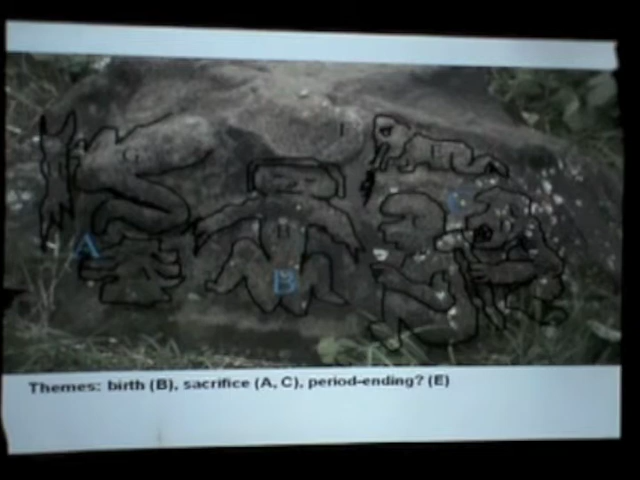 A
B
C
Themes: birth (B), sacrifice (A, C), period-ending? (E)